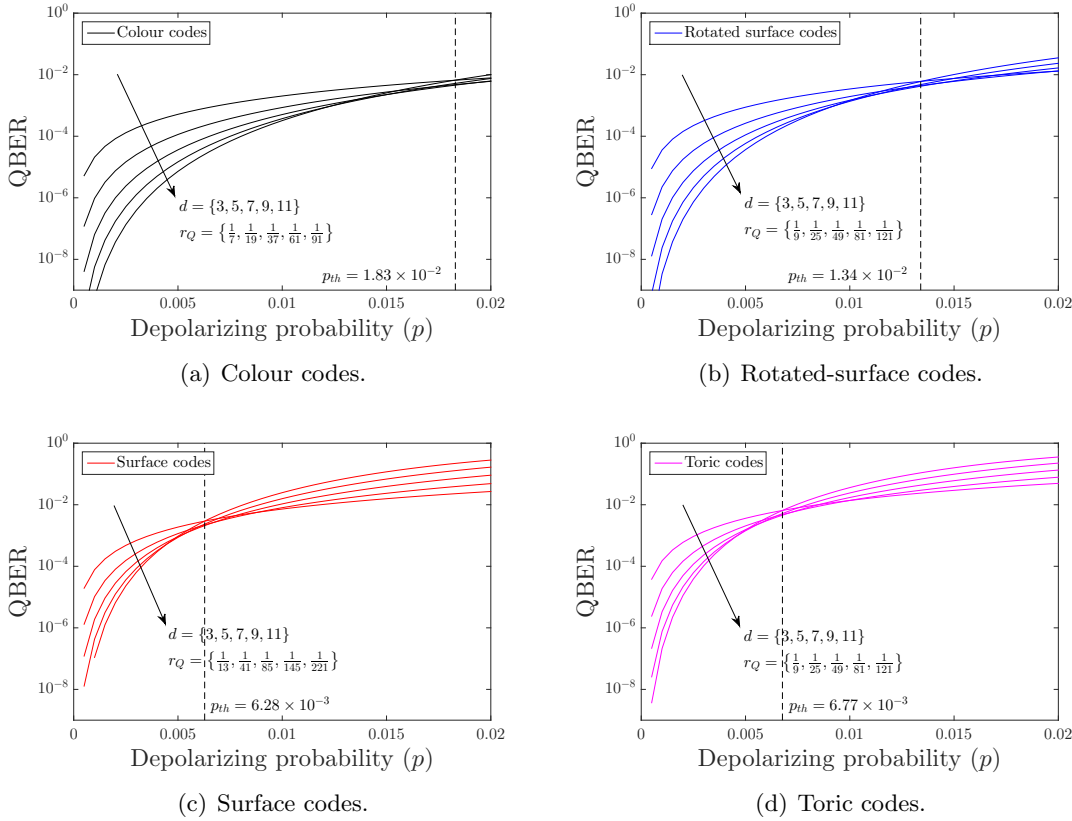 10^0
10^{-2}
10^{-4}
10^{-6}
10^{-8}
QBER
Colour codes
d = {3, 5, 7, 9, 11}
r_Q = {1/7, 1/19, 1/37, 1/61, 1/91}
p_{th} = 1.83 × 10^{-2}
0 0.005 0.01 0.015 0.02
Depolarizing probability (p)
(a) Colour codes.
10^0
10^{-2}
10^{-4}
10^{-6}
10^{-8}
QBER
Rotated surface codes
d = {3, 5, 7, 9, 11}
r_Q = {1/9, 1/25, 1/49, 1/81, 1/121}
p_{th} = 1.34 × 10^{-2}
0 0.005 0.01 0.015 0.02
Depolarizing probability (p)
(b) Rotated-surface codes.
10^0
10^{-2}
10^{-4}
10^{-6}
10^{-8}
QBER
Surface codes
d = {3, 5, 7, 9, 11}
r_Q = {1/13, 1/41, 1/85, 1/145, 1/221}
p_{th} = 6.28 × 10^{-3}
0 0.005 0.01 0.015 0.02
Depolarizing probability (p)
(c) Surface codes.
10^0
10^{-2}
10^{-4}
10^{-6}
10^{-8}
QBER
Toric codes
d = {3, 5, 7, 9, 11}
r_Q = {1/9, 1/25, 1/49, 1/81, 1/121}
p_{th} = 6.77 × 10^{-3}
0 0.005 0.01 0.015 0.02
Depolarizing probability (p)
(d) Toric codes.